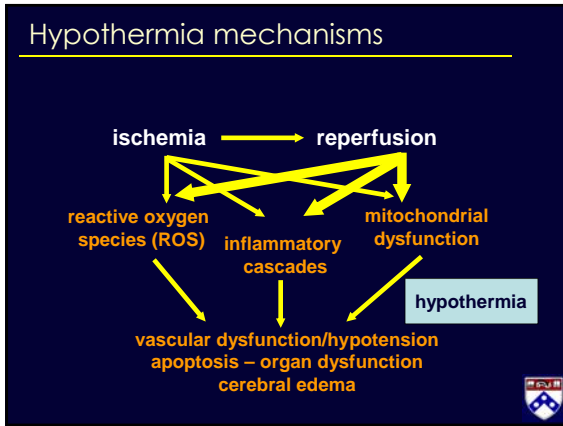 Hypothermia mechanisms
ischemia
reperfusion
reactive oxygen
species (ROS)
inflammatory
cascades
mitochondrial
dysfunction
hypothermia
vascular dysfunction/hypotension
apoptosis – organ dysfunction
cerebral edema